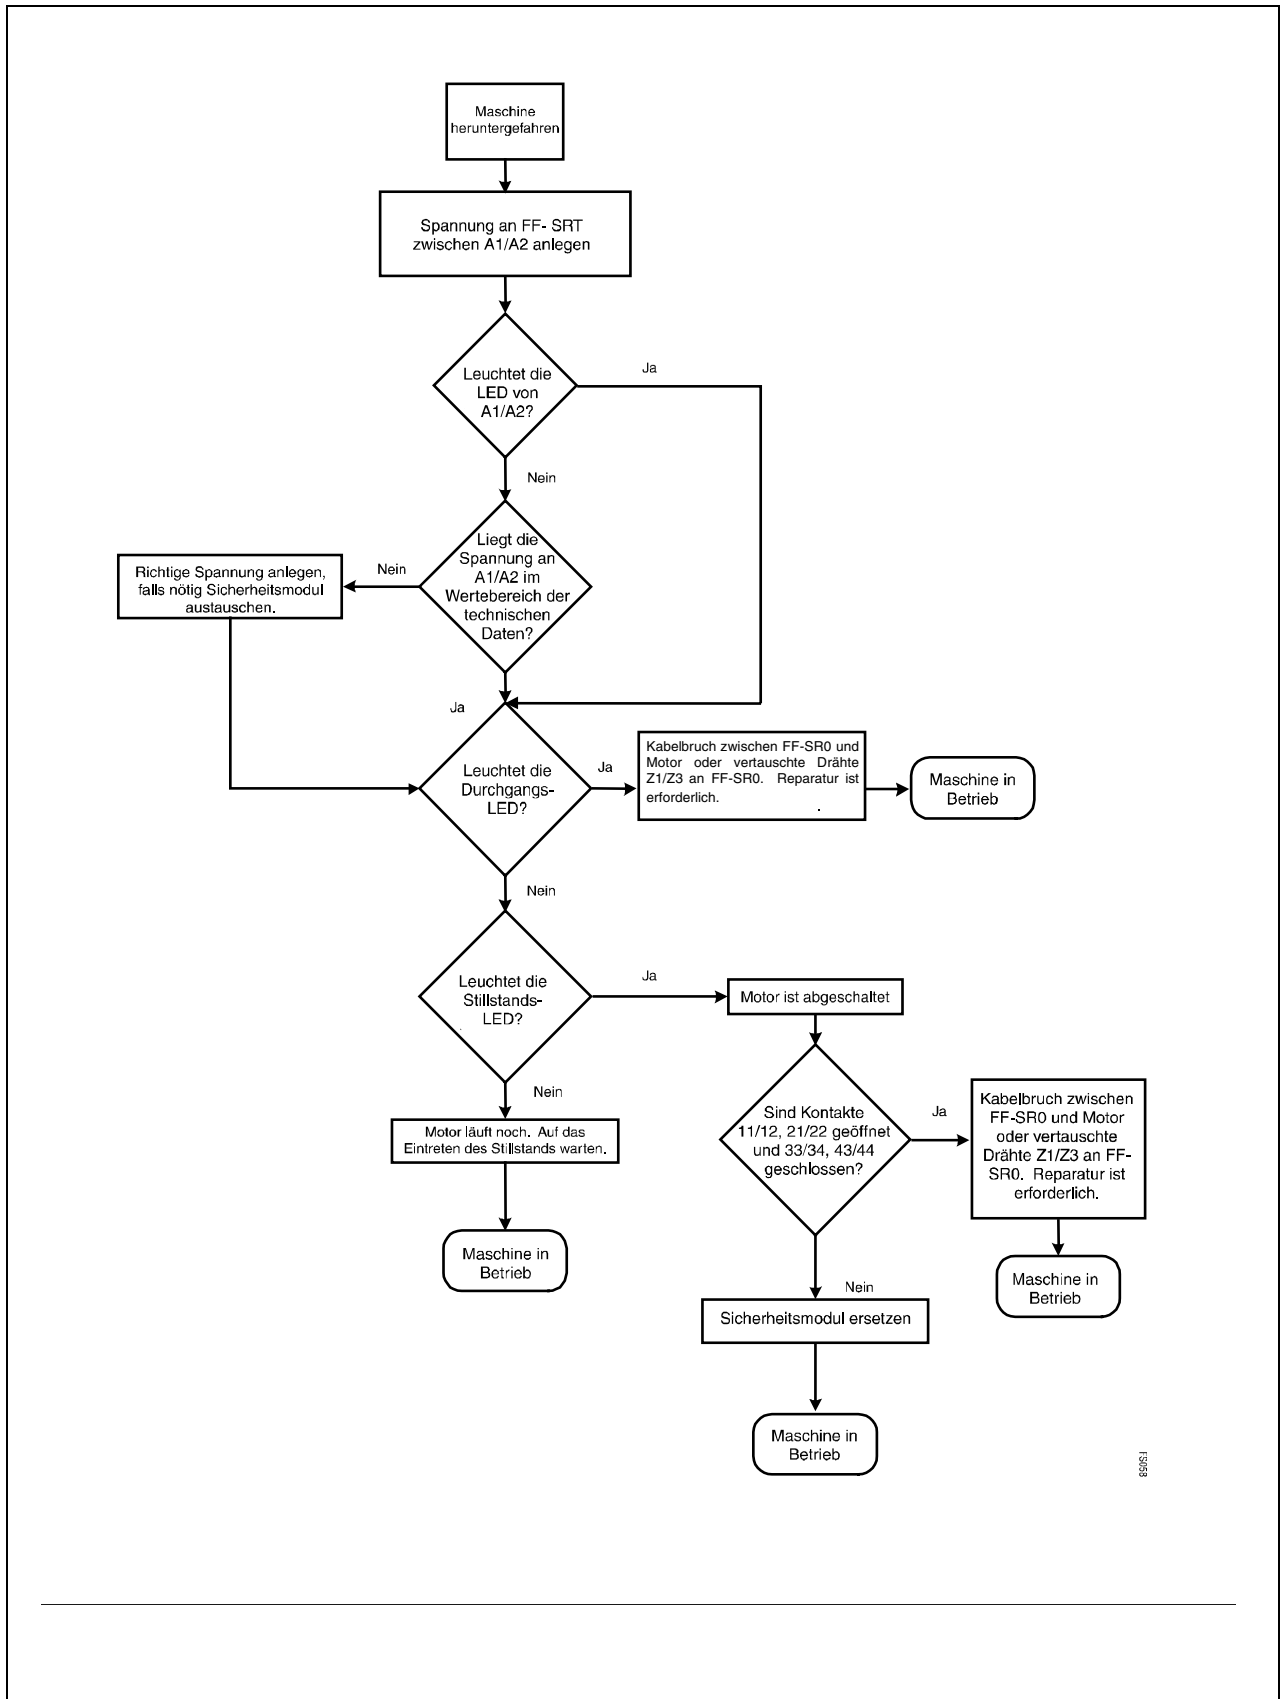 Maschine
heruntergefahren
Spannung an FF- SRT
zwischen A1/A2 anlegen
Leuchtet die
LED von
A1/A2?
Ja
Nein
Liegt die
Spannung an
A1/A2 im
Wertebereich der
technischen
Daten?
Nein
Richtige Spannung anlegen,
falls nötig Sicherheitsmodul
austauschen.
Ja
Leuchtet die
Durchgangs-
LED?
Ja
Kabelbruch zwischen FF-SR0 und
Motor oder vertauschte Drähte
Z1/Z3 an FF-SR0. Reparatur ist
erforderlich.
.
Maschine in
Betrieb
Nein
Leuchtet die
Stillstands-
LED?
Ja
Motor ist abgeschaltet
Nein
Motor läuft noch. Auf das
Eintreten des Stillstands warten.
Maschine in
Betrieb
Sind Kontakte
11/12, 21/22 geöffnet
und 33/34, 43/44
geschlossen?
Ja
Kabelbruch zwischen
FF-SR0 und Motor
oder vertauschte
Drähte Z1/Z3 an FF-
SR0. Reparatur ist
erforderlich.
Maschine in
Betrieb
Nein
Sicherheitsmodul ersetzen
Maschine in
Betrieb
FS058